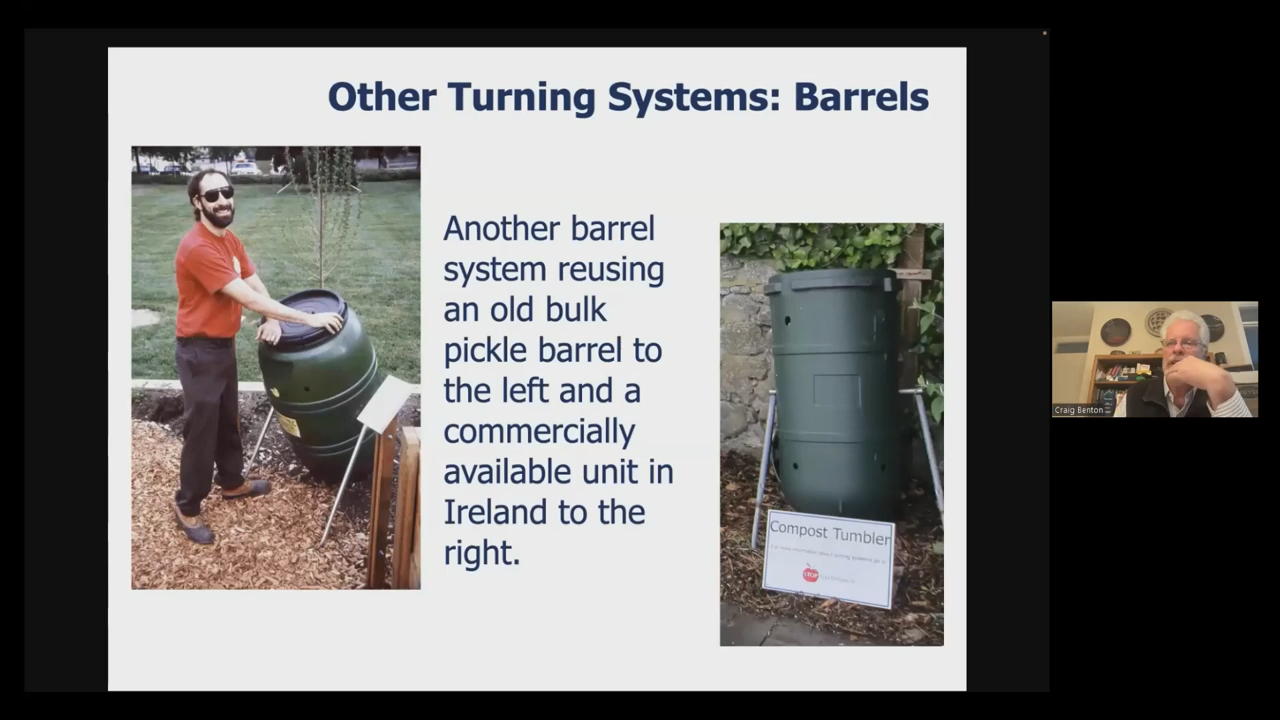 Other Turning Systems: Barrels
Another barrel
system reusing
an old bulk
pickle barrel to
the left and a
commercially
available unit in
Ireland to the
right.
Compost Tumbler
STOP
Craig Benton